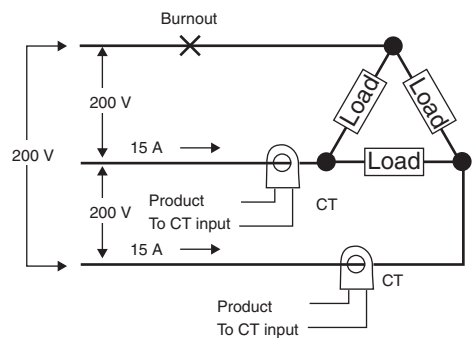 Burnout
200 V
Load
Load
15 A
200 V
Load
Product
To CT input
CT
200 V
15 A
CT
Product
To CT input